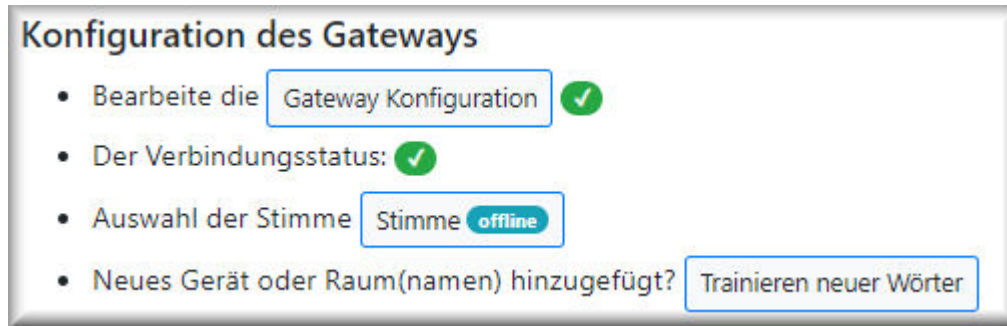 Konfiguration des Gateways
Bearbeite die Gateway Konfiguration
Der Verbindungsstatus:
Auswahl der Stimme Stimme offline
Neues Gerät oder Raum(namen) hinzugefügt? Trainieren neuer Wörter